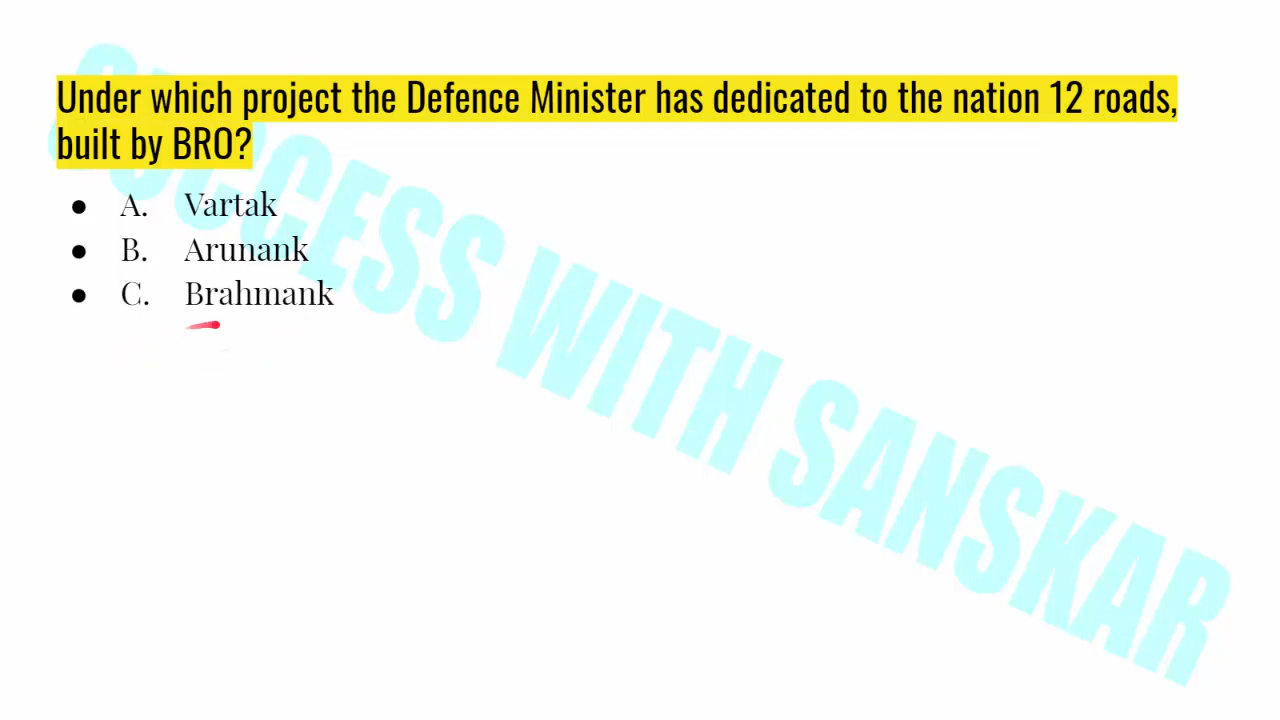 Under which project the Defence Minister has dedicated to the nation 12 roads,
built by BRO?
● A. Vartak
● B. Arunank
● C. Brahmank
SUCCESS WITH SANSKAR